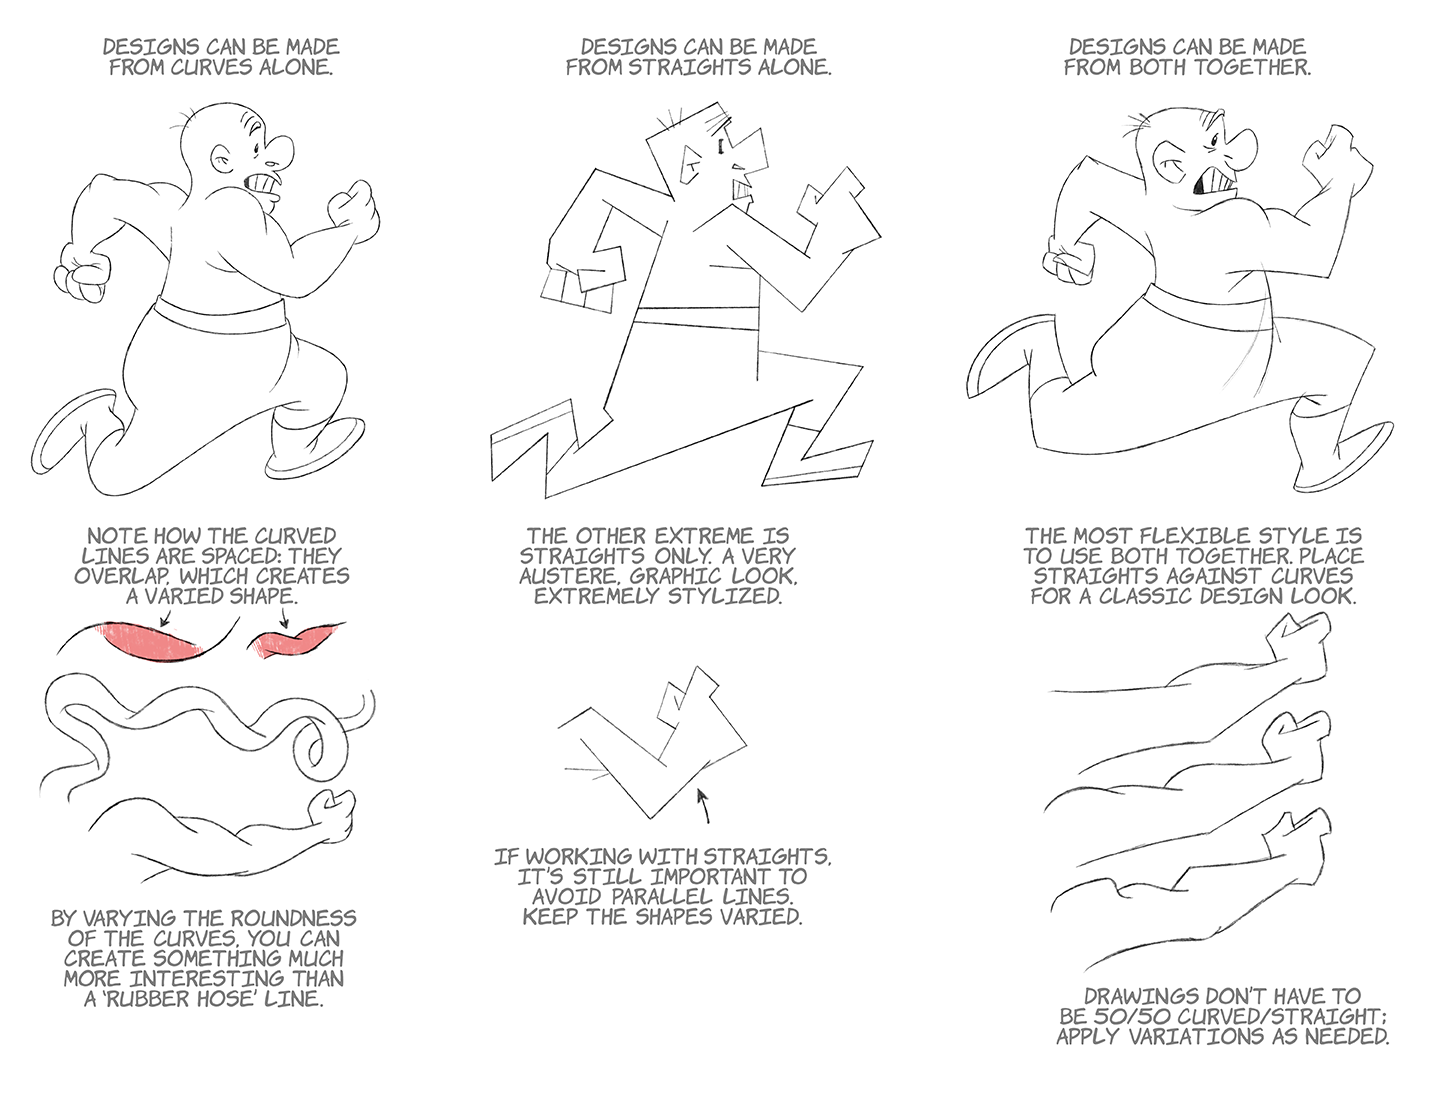 DESIGNS CAN BE MADE
FROM CURVES ALONE.
NOTE HOW THE CURVED
LINES ARE SPACED: THEY
OVERLAP, WHICH CREATES
A VARIED SHAPE.
BY VARYING THE ROUNDNESS
OF THE CURVES, YOU CAN
CREATE SOMETHING MUCH
MORE INTERESTING THAN
A 'RUBBER HOSE' LINE.
DESIGNS CAN BE MADE
FROM STRAIGHTS ALONE.
THE OTHER EXTREME IS
STRAIGHTS ONLY. A VERY
AUSTERE, GRAPHIC LOOK,
EXTREMELY STYLIZED.
IF WORKING WITH STRAIGHTS,
IT'S STILL IMPORTANT TO
AVOID PARALLEL LINES.
KEEP THE SHAPES VARIED.
DESIGNS CAN BE MADE
FROM BOTH TOGETHER.
THE MOST FLEXIBLE STYLE IS
TO USE BOTH TOGETHER. PLACE
STRAIGHTS AGAINST CURVES
FOR A CLASSIC DESIGN LOOK.
DRAWINGS DON'T HAVE TO
BE 50/50 CURVED/STRAIGHT;
APPLY VARIATIONS AS NEEDED.